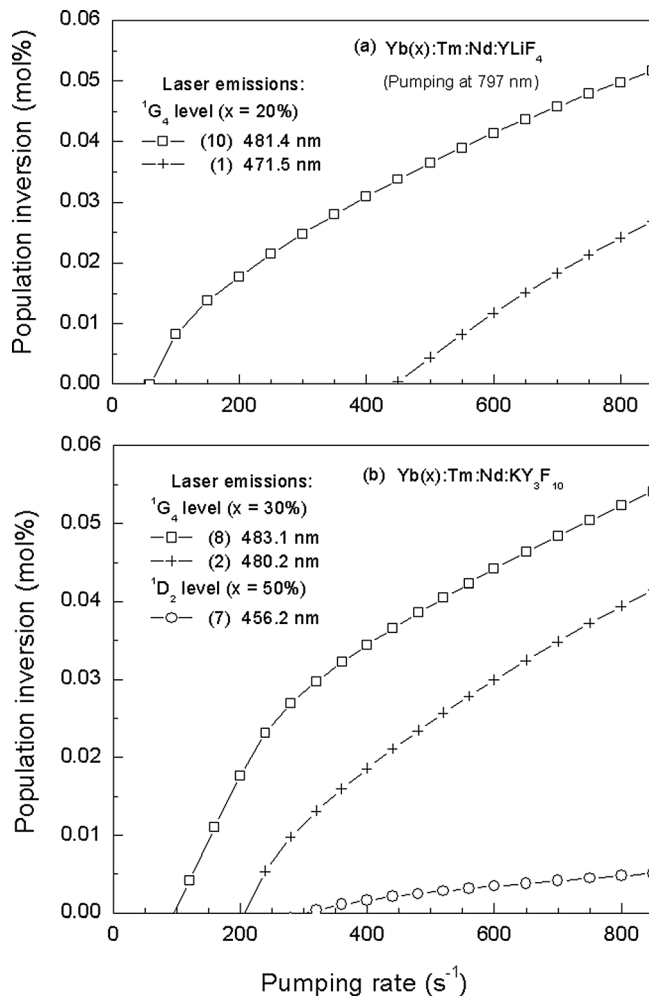 0.06
0.05
0.04
0.03
0.02
0.01
0.00
Population inversion (mol%)
(a) Yb(x):Tm:Nd:YLiF₄
(Pumping at 797 nm)
Laser emissions:
¹G₄ level (x = 20%)
(10) 481.4 nm
(1) 471.5 nm
0 200 400 600 800
0.06
0.05
0.04
0.03
0.02
0.01
0.00
Population inversion (mol%)
(b) Yb(x):Tm:Nd:KY₃F₁₀
Laser emissions:
¹G₄ level (x = 30%)
(8) 483.1 nm
(2) 480.2 nm
¹D₂ level (x = 50%)
(7) 456.2 nm
0 200 400 600 800
Pumping rate (s⁻¹)